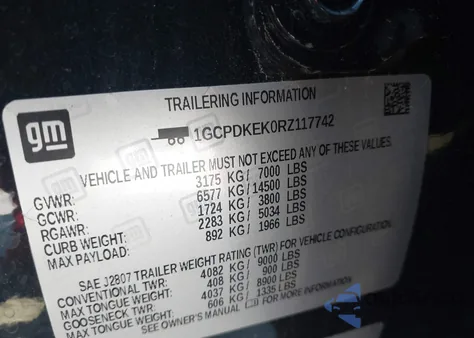 TRAILERING INFORMATION
gm
1GCPDKEK0RZ117742
VEHICLE AND TRAILER MUST NOT EXCEED ANY OF THESE VALUES.
GVWR: 3175 KG/ 7000 LBS
GCWR: 6577 KG/ 14500 LBS
RGAWR: 1724 KG/ 3800 LBS
CURB WEIGHT: 2283 KG/ 5034 LBS
MAX PAYLOAD: 892 KG/ 1966 LBS
SAE J2807 TRAILER WEIGHT RATING (TWR) FOR VEHICLE CONFIGURATION
CONVENTIONAL TWR: 4082 KG/ 9000 LBS
MAX TONGUE WEIGHT: 408 KG/ 900 LBS
GOOSENECK TWR: 4037 KG/ 8900 LBS
MAX TONGUE WEIGHT: 606 KG/ 1335 LBS
SEE OWNER'S MANUAL FOR MORE INFORMATION